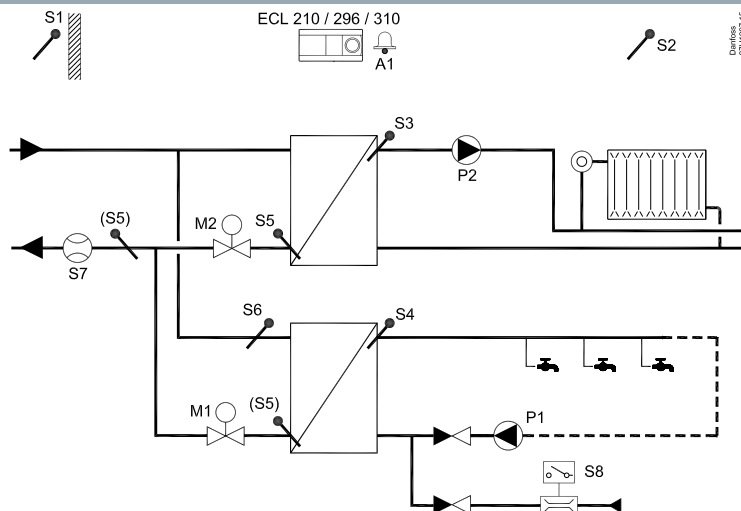 S1
ECL 210 / 296 / 310
A1
S2
Danfoss
S3
P2
(S5)
M2
S5
S7
S6
S4
M1
(S5)
P1
S8